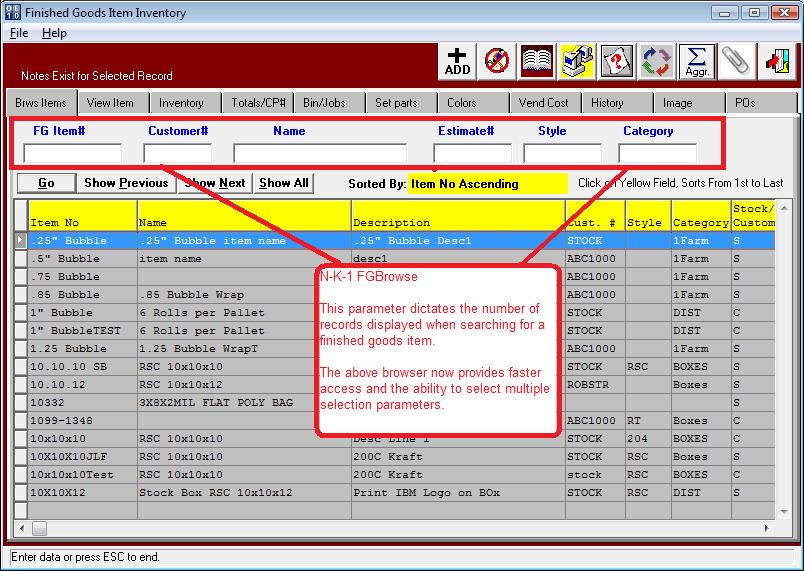 Finished Goods Item Inventory
File Help
Notes Exist for Selected Record
ADD Aggr.
Brws Items View Item Inventory Totals/CP# Bin/Jobs Set parts Colors Vend Cost History Image POs
FG Item# Customer# Name Estimate# Style Category
Go Show Previous Show Next Show All Sorted By: Item No Ascending Click on Yellow Field, Sorts From 1st to Last
Item No Name Description Cust. # Style Category Stock/Custom
.25" Bubble .25" Bubble item name .25" Bubble Desc1 STOCK 1Farm S
.5" Bubble item name desc1 ABC1000 1Farm S
.75 Bubble ABC1000 1Farm S
.85 Bubble .85 Bubble Wrap ABC1000 1Farm S
1" Bubble 6 Rolls per Pallet STOCK DIST C
1" BubbleTEST 6 Rolls per Pallet STOCK DIST C
1.25 Bubble 1.25 Bubble WrapT ABC1000 1Farm S
10.10.10 SB RSC 10x10x10 STOCK RSC BOXES C
10.10.12 RSC 10x10x12 ROBSTR Boxes S
10332 3X8X2MIL FLAT POLY BAG S
1099-1348 ABC1000 RT Boxes C
10x10x10 RSC 10x10x10 Desc Line 1 STOCK 204 BOXES C
10X10X10JLF RSC 10x10x10 200C Kraft STOCK RSC BOXES S
10x10x10Test RSC 10x10x10 200C Kraft stock RSC BOXES C
10X10X12 Stock Box RSC 10x10x12 Print IBM Logo on BOx STOCK RSC DIST S
N-K-1 FGBrowse
This parameter dictates the number of
records displayed when searching for a
finished goods item.
The above browser now provides faster
access and the ability to select multiple
selection parameters.
Enter data or press ESC to end.